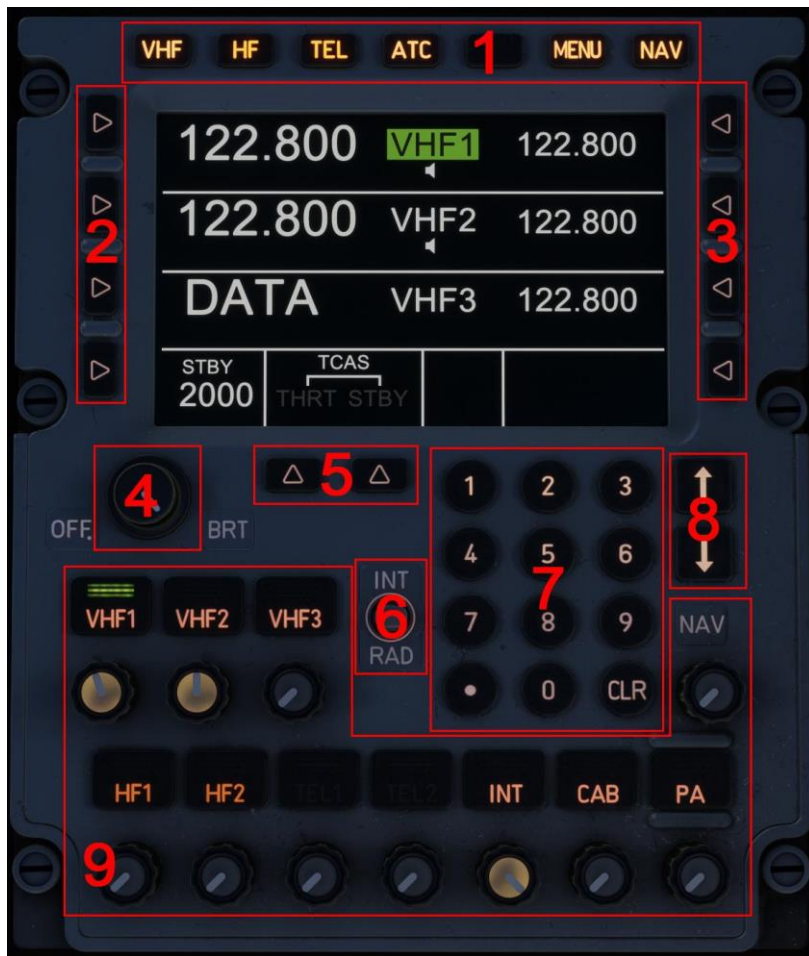 VHF HF TEL ATC 1 MENU NAV
122.800 VHF1 122.800
2 3
122.800 VHF2 122.800
DATA VHF3 122.800
STBY TCAS
2000 THRT STBY
4 5 1 2 3 8
OFF BRT
4 5 6
7
VHF1 VHF2 VHF3 INT NAV
6 7 8 9
RAD
. 0 CLR
HF1 HF2 TEL1 TEL2 INT CAB PA
9